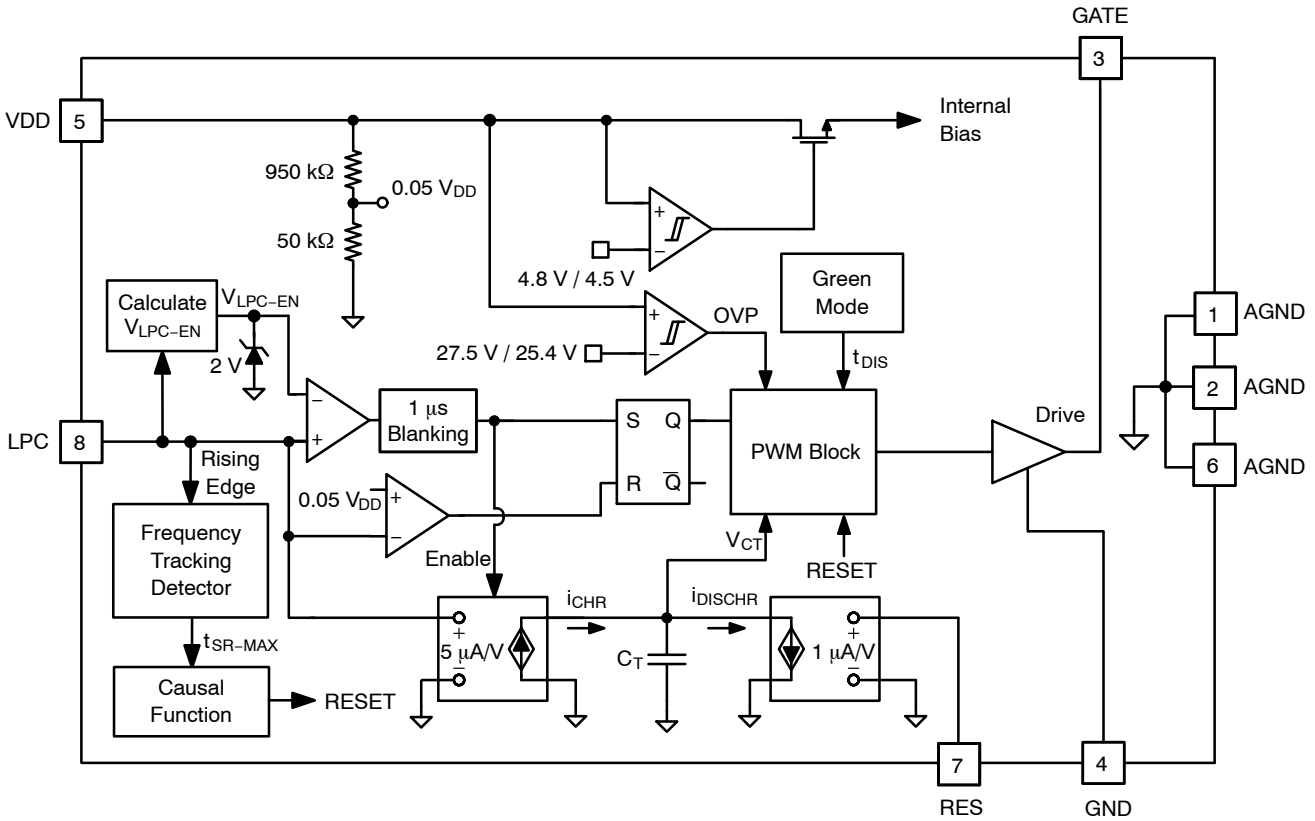 GATE
3
VDD
5
Internal
Bias
950 kΩ
0.05 VDD
50 kΩ
+
−
4.8 V / 4.5 V
Green
Mode
Calculate
VLPC−EN
VLPC−EN
2 V
+
−
OVP
27.5 V / 25.4 V
tDIS
1
AGND
2
AGND
6
AGND
LPC
8
−
+
1 μs
Blanking
S
Q
R
Q̅
PWM Block
Drive
Rising
Edge
0.05 VDD
+
−
Frequency
Tracking
Detector
Enable
VCT
RESET
iCHR
iDISCHR
+
5 μA/V
−
CT
+
1 μA/V
−
tSR−MAX
Causal
Function
RESET
7
RES
4
GND